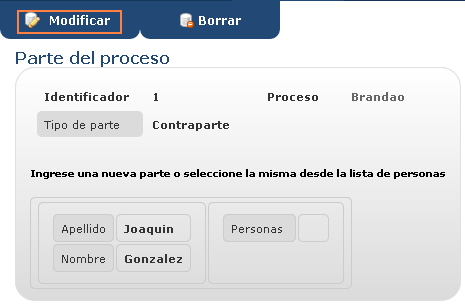 Modificar Borrar
Parte del proceso
Identificador 1 Proceso Brandao
Tipo de parte Contraparte
Ingrese una nueva parte o seleccione la misma desde la lista de personas
Apellido Joaquin Personas
Nombre Gonzalez